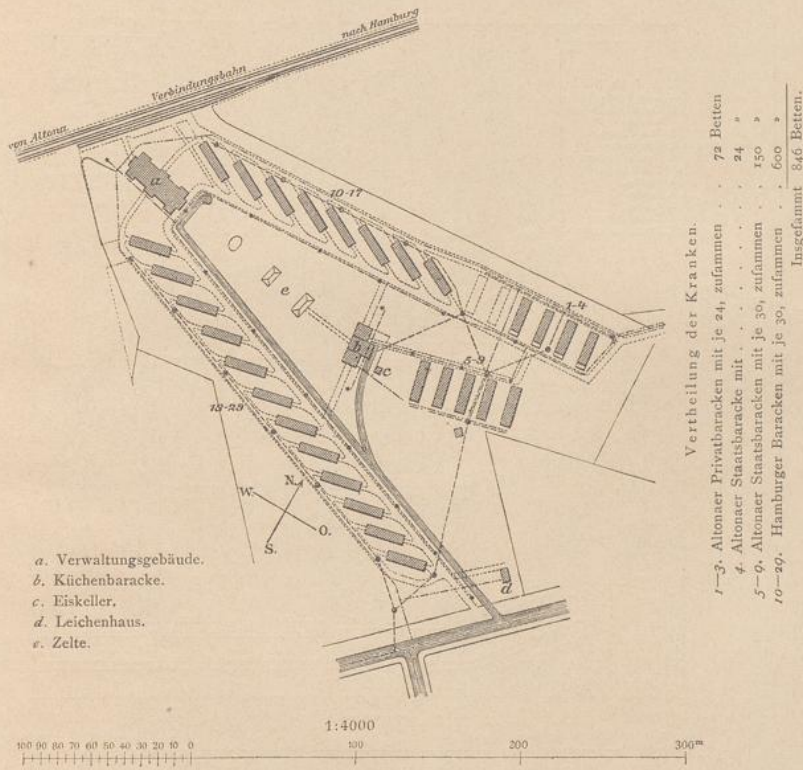 nach Hamburg
Verbindungsbahn
von Altona
a
10-17
e
1-4
b
5-9
c
18-29
N.
W.
O.
S.
d
a. Verwaltungsgebäude.
b. Küchenbaracke.
c. Eiskeller.
d. Leichenhaus.
e. Zelte.
Vertheilung der Kranken.
1—3. Altonaer Privatbaracken mit je 24, zusammen . . 72 Betten
4. Altonaer Staatsbaracke mit . . . . . . . 24 »
5—9. Altonaer Staatsbaracken mit je 30, zusammen . . 150 »
10—29. Hamburger Baracken mit je 30, zusammen . . 600 »
Insgesammt 846 Betten.
1:4000
100 90 80 70 60 50 40 30 20 10 0 100 200 300m